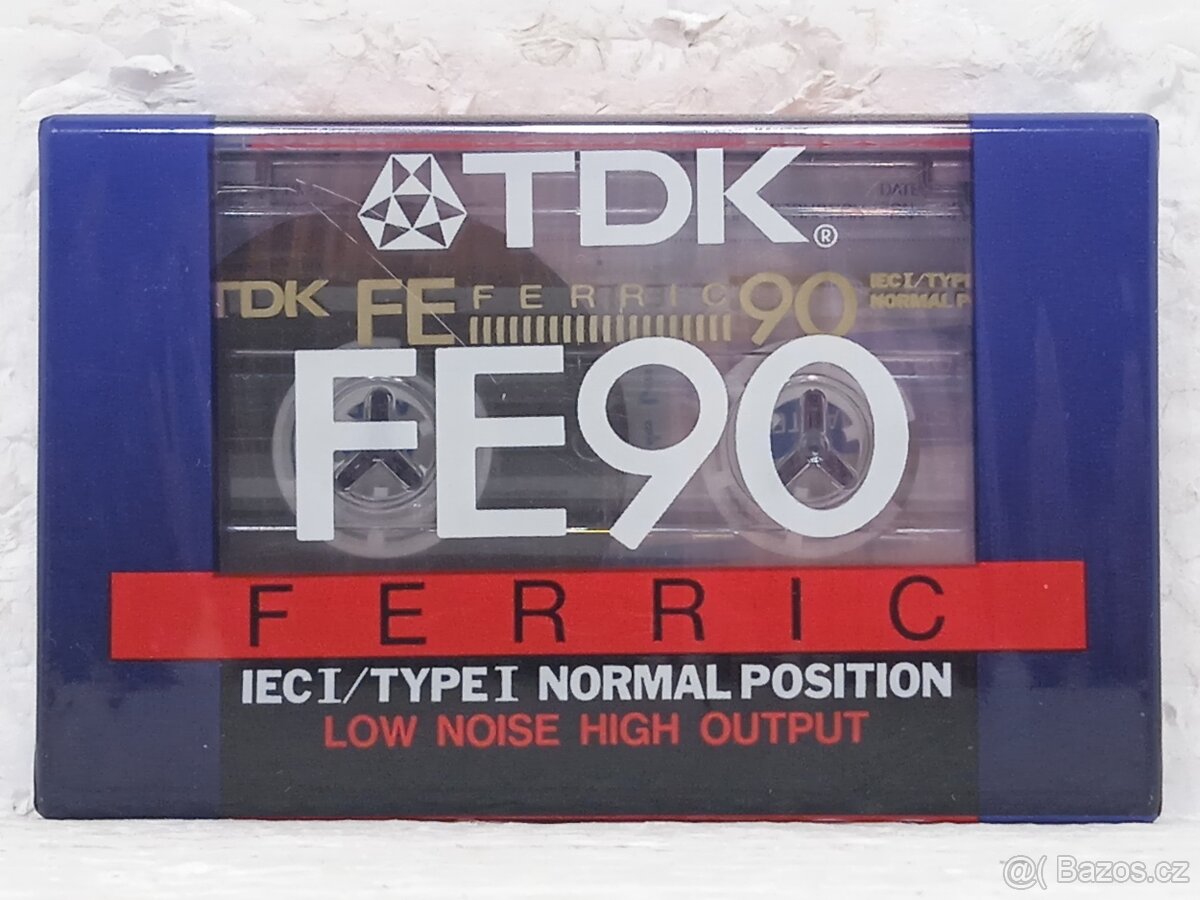 TDK®
DATE
TDK FE FERRIC 90 IEC I/TYPE
NORMAL P
FE90
FERRIC
IEC I/TYPE I NORMAL POSITION
LOW NOISE HIGH OUTPUT
@( Bazos.cz